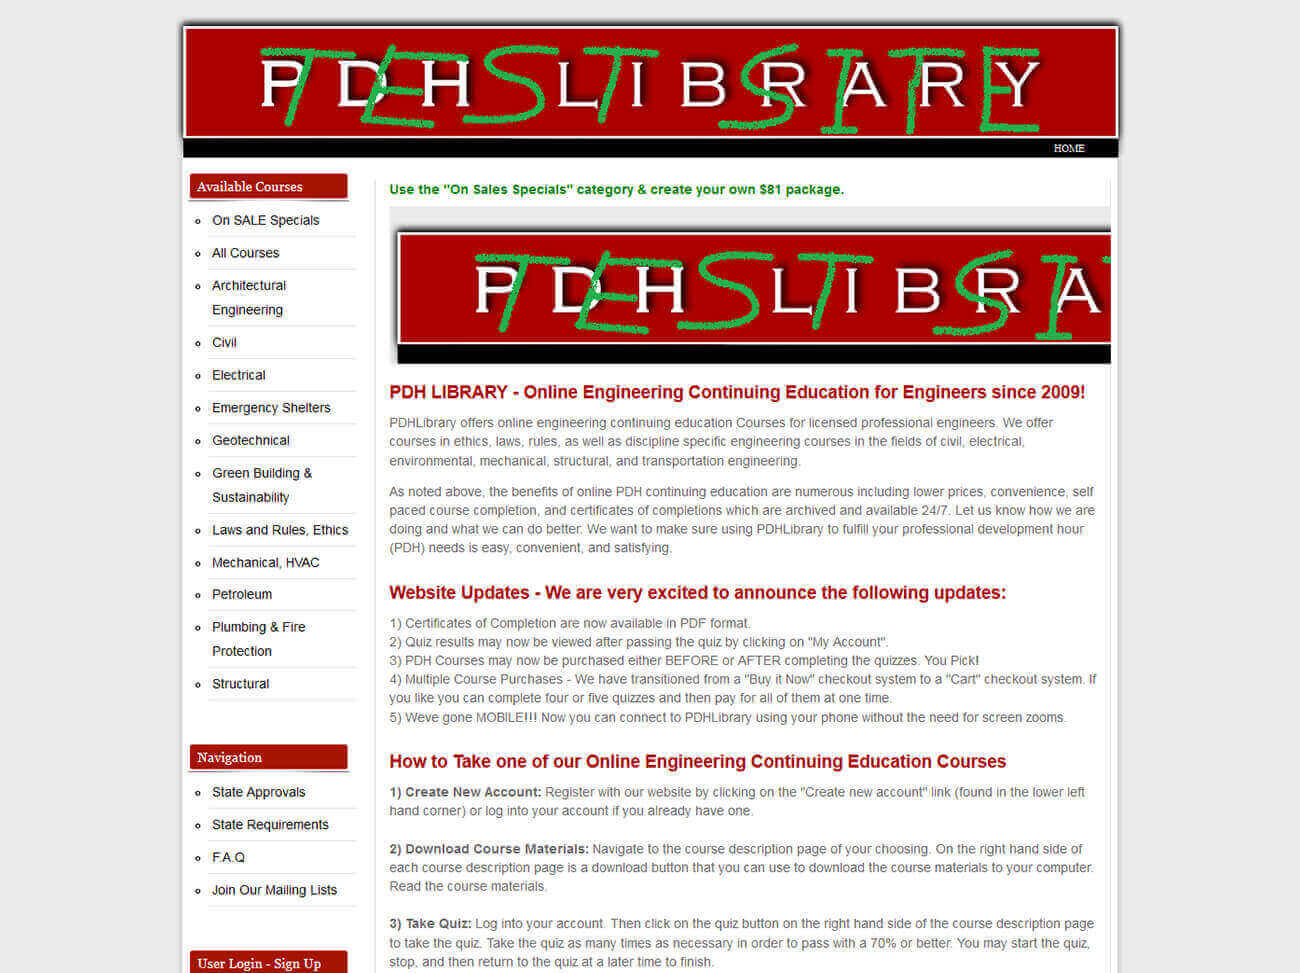 PDH LIBRARY
TEST SITE
HOME
Available Courses
On SALE Specials
All Courses
Architectural
Engineering
Civil
Electrical
Emergency Shelters
Geotechnical
Green Building &
Sustainability
Laws and Rules, Ethics
Mechanical, HVAC
Petroleum
Plumbing & Fire
Protection
Structural
Navigation
State Approvals
State Requirements
F.A.Q
Join Our Mailing Lists
User Login - Sign Up
Use the "On Sales Specials" category & create your own $81 package.
PDH LIBRA
TEST SI
PDH LIBRARY - Online Engineering Continuing Education for Engineers since 2009!
PDHLibrary offers online engineering continuing education Courses for licensed professional engineers. We offer
courses in ethics, laws, rules, as well as discipline specific engineering courses in the fields of civil, electrical,
environmental, mechanical, structural, and transportation engineering.
As noted above, the benefits of online PDH continuing education are numerous including lower prices, convenience, self
paced course completion, and certificates of completions which are archived and available 24/7. Let us know how we are
doing and what we can do better. We want to make sure using PDHLibrary to fulfill your professional development hour
(PDH) needs is easy, convenient, and satisfying.
Website Updates - We are very excited to announce the following updates:
1) Certificates of Completion are now available in PDF format.
2) Quiz results may now be viewed after passing the quiz by clicking on "My Account".
3) PDH Courses may now be purchased either BEFORE or AFTER completing the quizzes. You Pick!
4) Multiple Course Purchases - We have transitioned from a "Buy it Now" checkout system to a "Cart" checkout system. If
you like you can complete four or five quizzes and then pay for all of them at one time.
5) Weve gone MOBILE!!! Now you can connect to PDHLibrary using your phone without the need for screen zooms.
How to Take one of our Online Engineering Continuing Education Courses
1) Create New Account: Register with our website by clicking on the "Create new account" link (found in the lower left
hand corner) or log into your account if you already have one.
2) Download Course Materials: Navigate to the course description page of your choosing. On the right hand side of
each course description page is a download button that you can use to download the course materials to your computer.
Read the course materials.
3) Take Quiz: Log into your account. Then click on the quiz button on the right hand side of the course description page
to take the quiz. Take the quiz as many times as necessary in order to pass with a 70% or better. You may start the quiz,
stop, and then return to the quiz at a later time to finish.